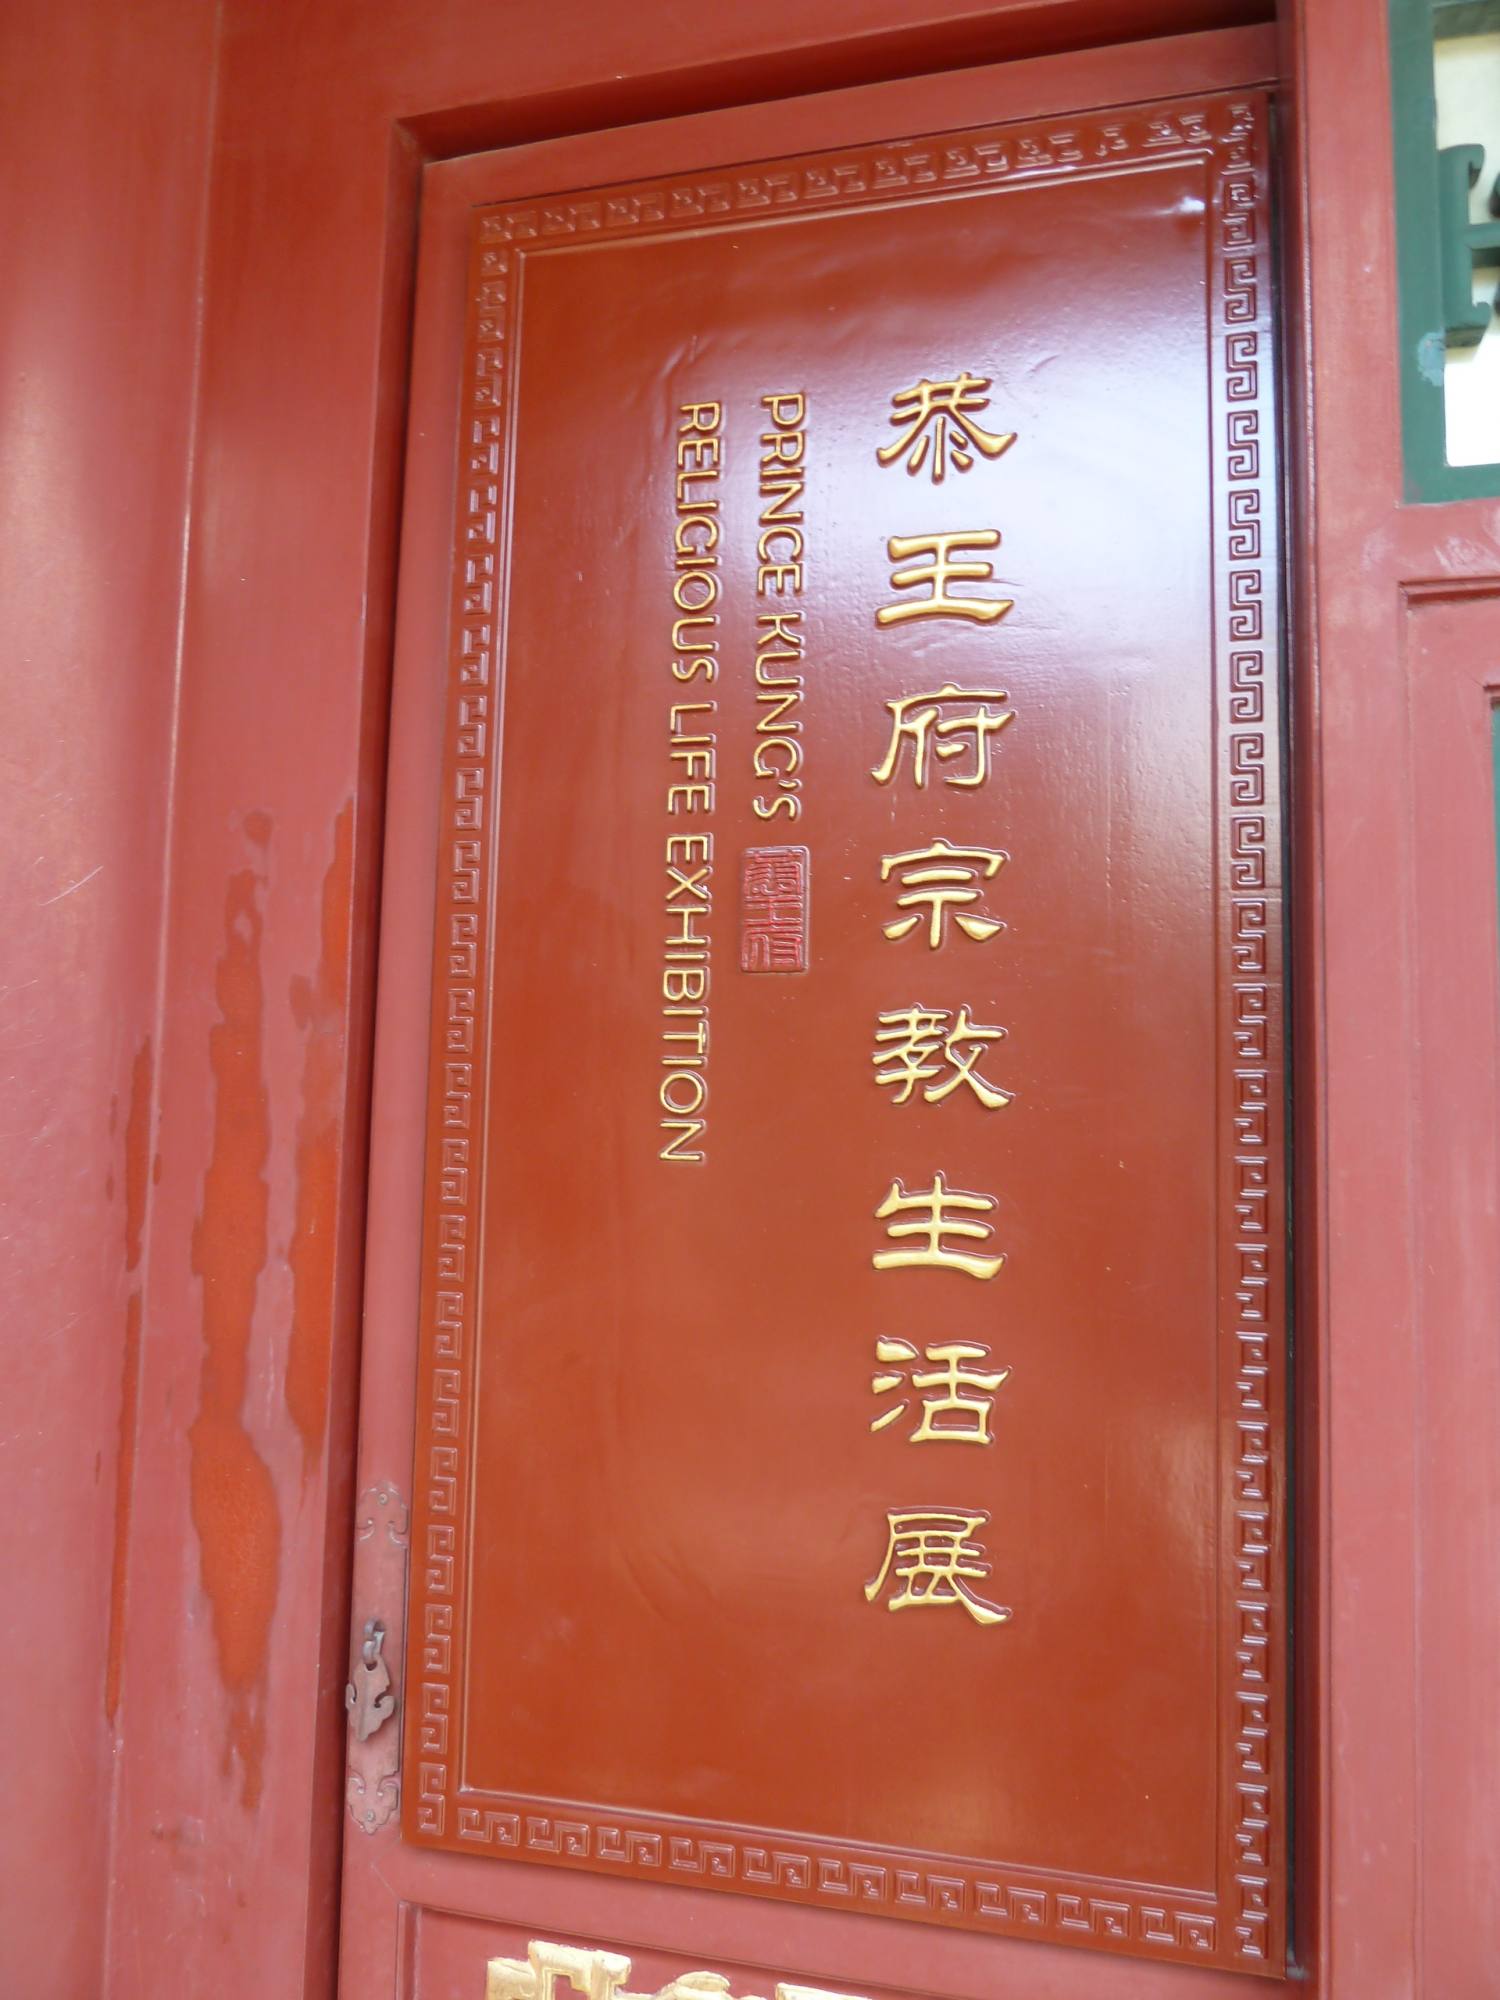 恭王府宗教生活展
PRINCE KUNG'S
RELIGIOUS LIFE EXHIBITION